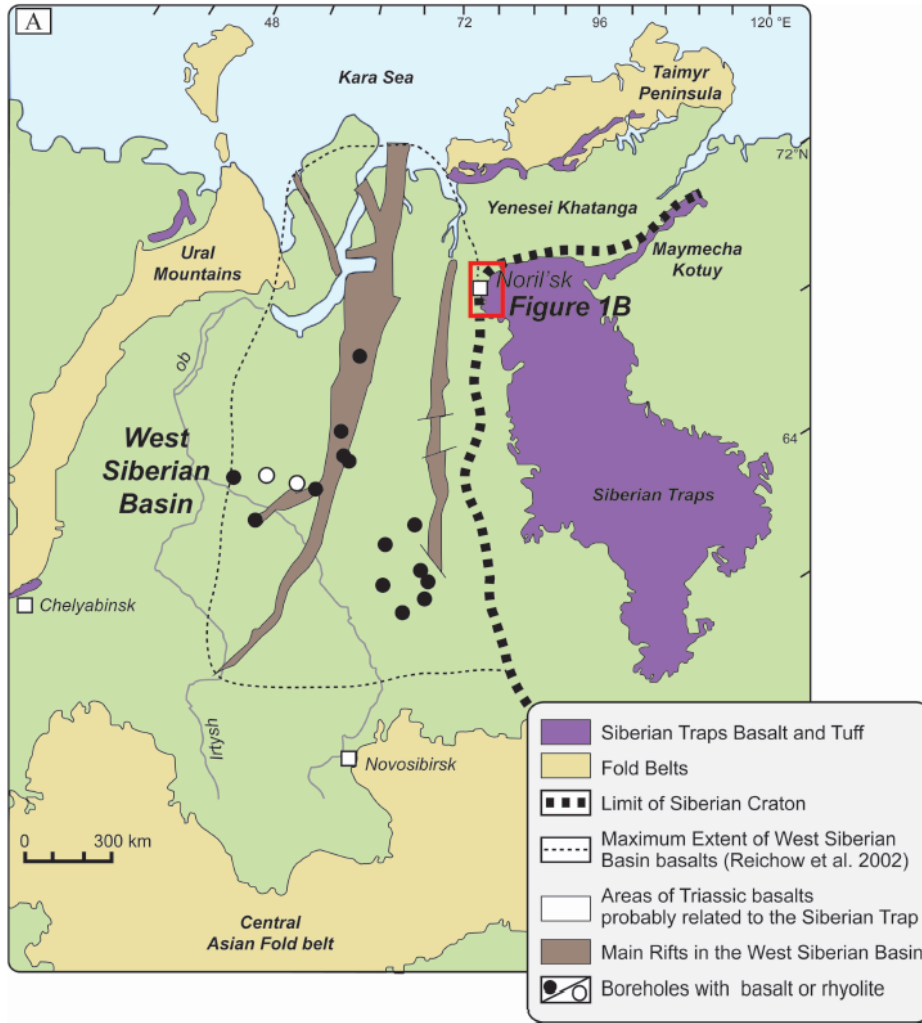 A
48
72
96
120 °E
Kara Sea
Taimyr
Peninsula
72°N
Yenesei Khatanga
Ural
Mountains
Maymecha
Kotuy
Noril'sk
Figure 1B
ob
64
West
Siberian
Basin
Siberian Traps
Chelyabinsk
Irtysh
Novosibirsk
0 300 km
Central
Asian Fold belt
Siberian Traps Basalt and Tuff
Fold Belts
Limit of Siberian Craton
Maximum Extent of West Siberian
Basin basalts (Reichow et al. 2002)
Areas of Triassic basalts
probably related to the Siberian Trap
Main Rifts in the West Siberian Basin
Boreholes with basalt or rhyolite